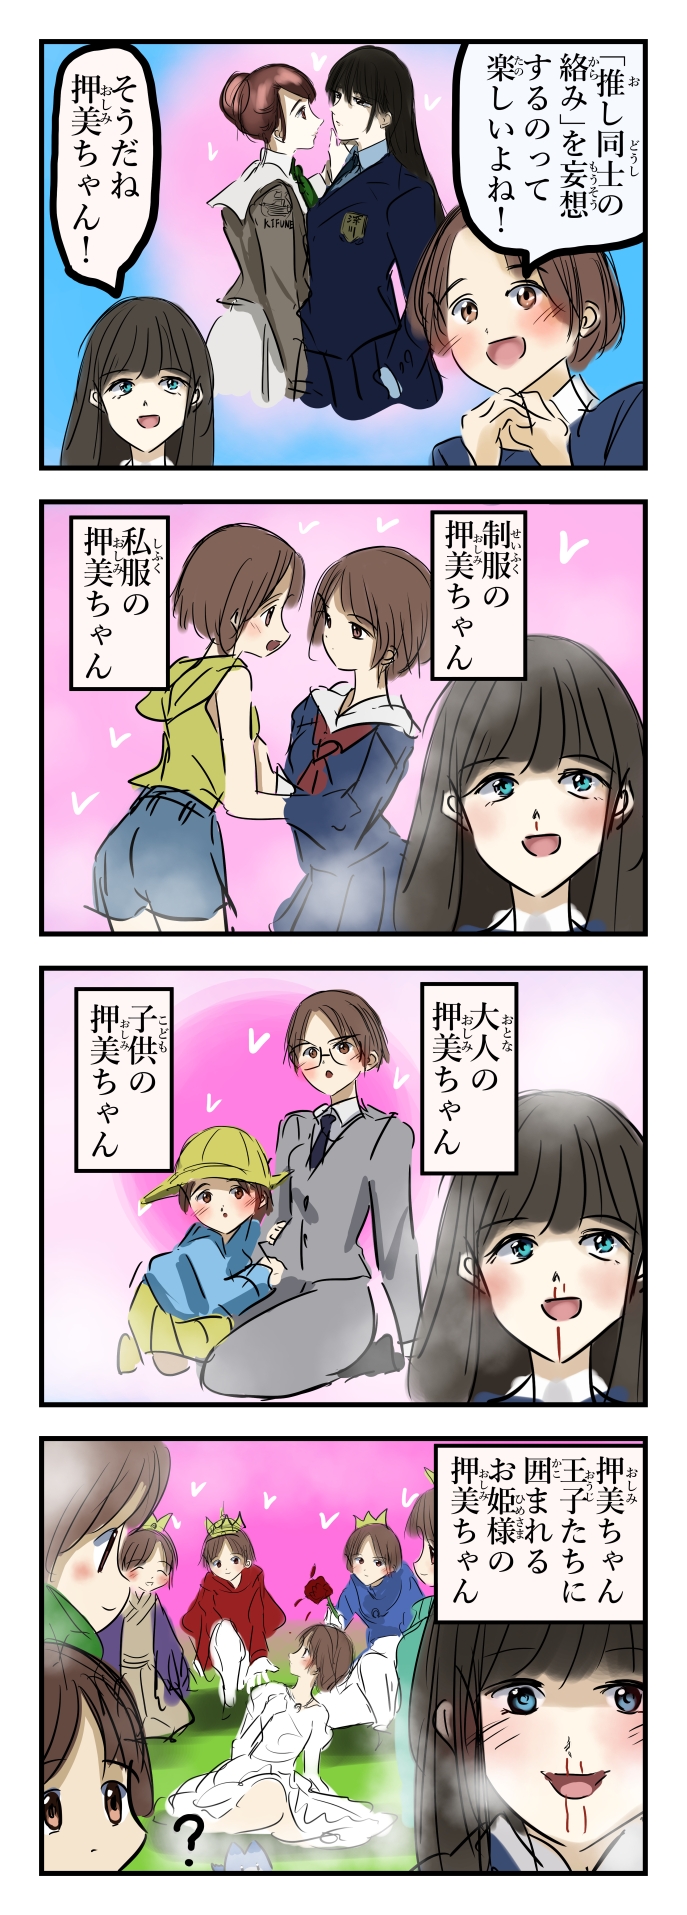 「推し同士の
絡み」を妄想
するのって
楽しいよね！
そうだね
押美ちゃん！
KIFUNE
制服の
押美ちゃん
私服の
押美ちゃん
大人の
押美ちゃん
子供の
押美ちゃん
押美ちゃん
王子たちに
囲まれる
お姫様の
押美ちゃん
？